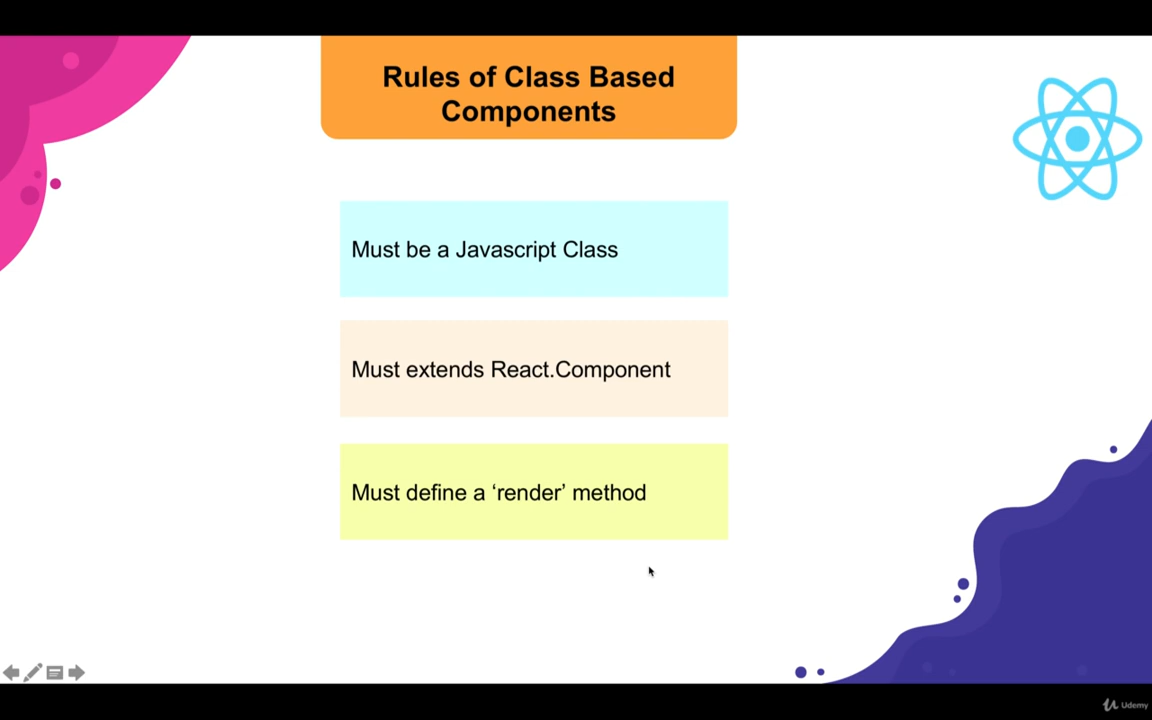 Rules of Class Based
Components
Must be a Javascript Class
Must extends React.Component
Must define a ‘render’ method
Udemy